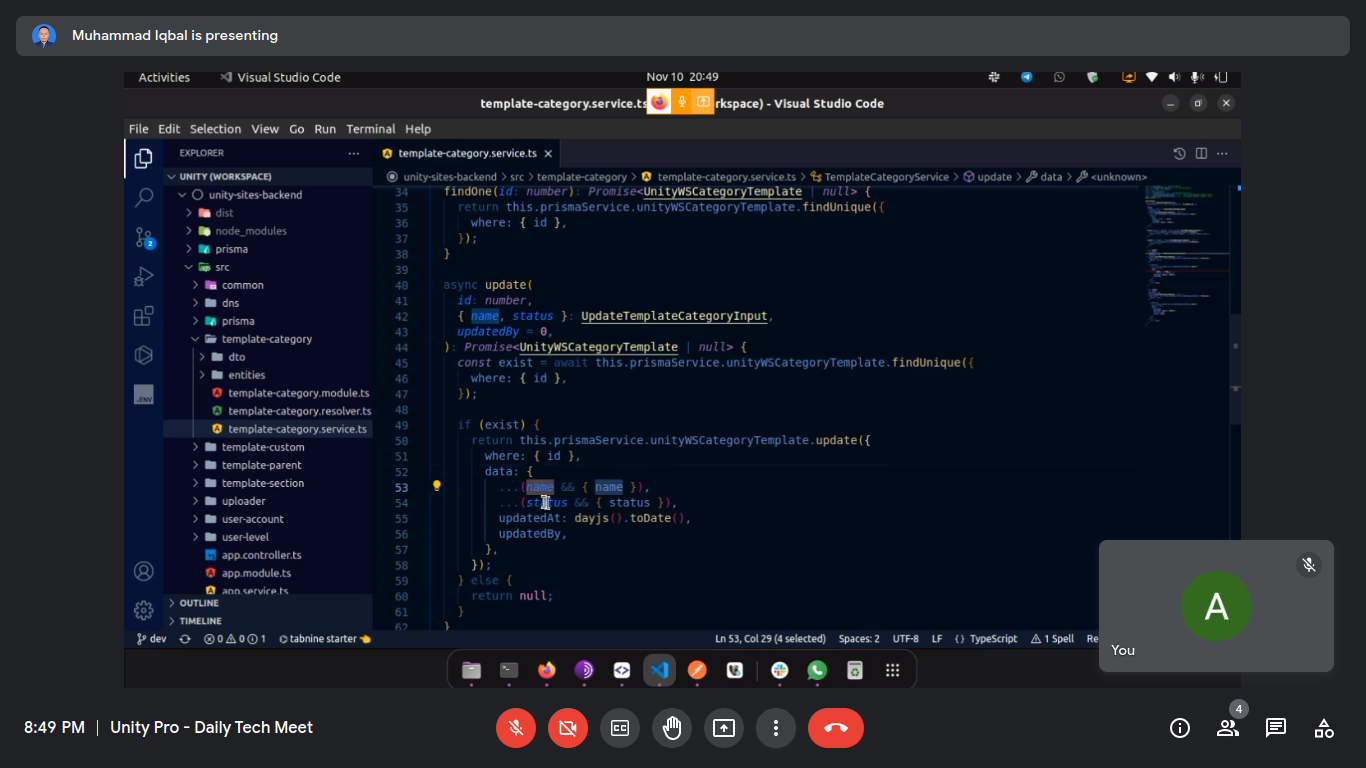 Muhammad Iqbal is presenting
Activities
Visual Studio Code
Nov 10 20:49
template-category.service.ts
rkspace) - Visual Studio Code
File Edit Selection View Go Run Terminal Help
EXPLORER
template-category.service.ts
UNITY (WORKSPACE)
unity-sites-backend > src > template-category > template-category.service.ts > TemplateCategoryService > update > data > <unknown>
unity-sites-backend
dist
node_modules
prisma
src
common
dns
prisma
template-category
dto
entities
template-category.module.ts
template-category.resolver.ts
template-category.service.ts
template-custom
template-parent
template-section
uploader
user-account
user-level
app.controller.ts
app.module.ts
app.service.ts
OUTLINE
TIMELINE
34 findOne(id: number): Promise<UnityWSCategoryTemplate | null> {
35 return this.prismaService.unityWSCategoryTemplate.findUnique({
36 where: { id },
37 });
38 }
39
40 async update(
41 id: number,
42 { name, status }: UpdateTemplateCategoryInput,
43 updatedBy = 0,
44 ): Promise<UnityWSCategoryTemplate | null> {
45 const exist = await this.prismaService.unityWSCategoryTemplate.findUnique({
46 where: { id },
47 });
48
49 if (exist) {
50 return this.prismaService.unityWSCategoryTemplate.update({
51 where: { id },
52 data: {
53 ...(name && { name }),
54 ...(status && { status }),
55 updatedAt: dayjs().toDate(),
56 updatedBy,
57 },
58 });
59 } else {
60 return null;
61 }
62 }
2
.ENV
dev
0 0 1
tabnine starter
Ln 53, Col 29 (4 selected)
Spaces: 2
UTF-8
LF
{} TypeScript
1 Spell
Re
A
You
8:49 PM | Unity Pro - Daily Tech Meet
CC
4